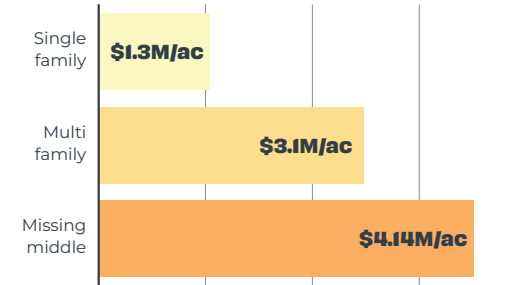 Single
family
$1.3M/ac
Multi
family
$3.1M/ac
Missing
middle
$4.14M/ac